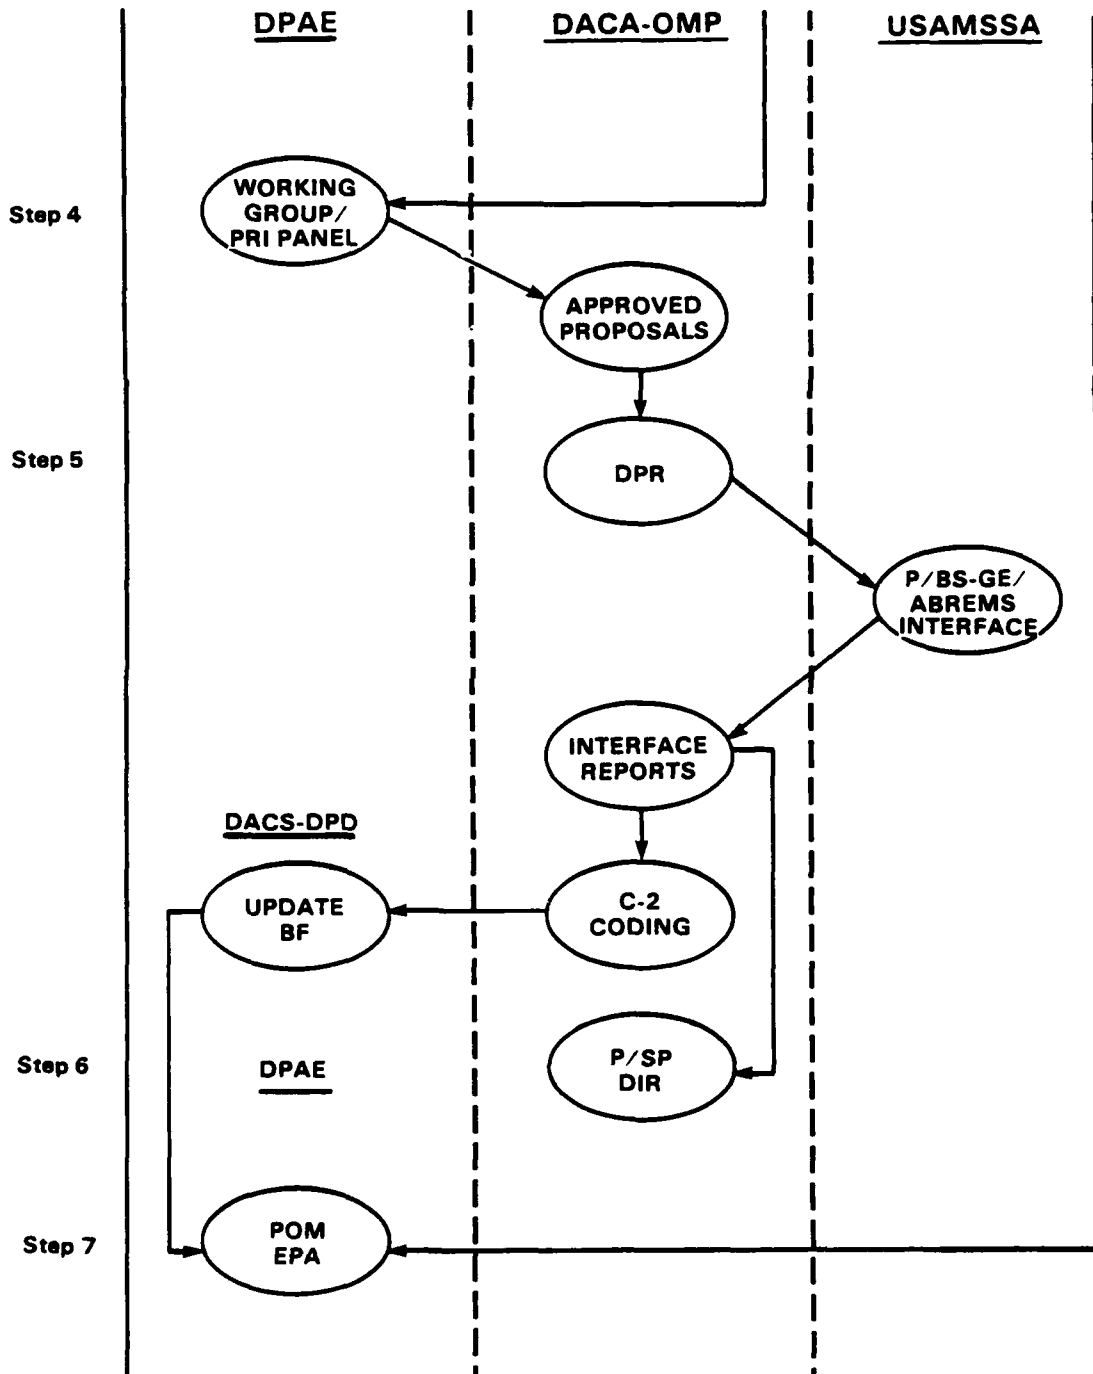 DPAE
DACA-OMP
USAMSSA
Step 4
WORKING
GROUP/
PRI PANEL
APPROVED
PROPOSALS
Step 5
DPR
P/BS-GE/
ABREMS
INTERFACE
INTERFACE
REPORTS
DACS-DPD
UPDATE
BF
C-2
CODING
Step 6
DPAE
P/SP
DIR
Step 7
POM
EPA